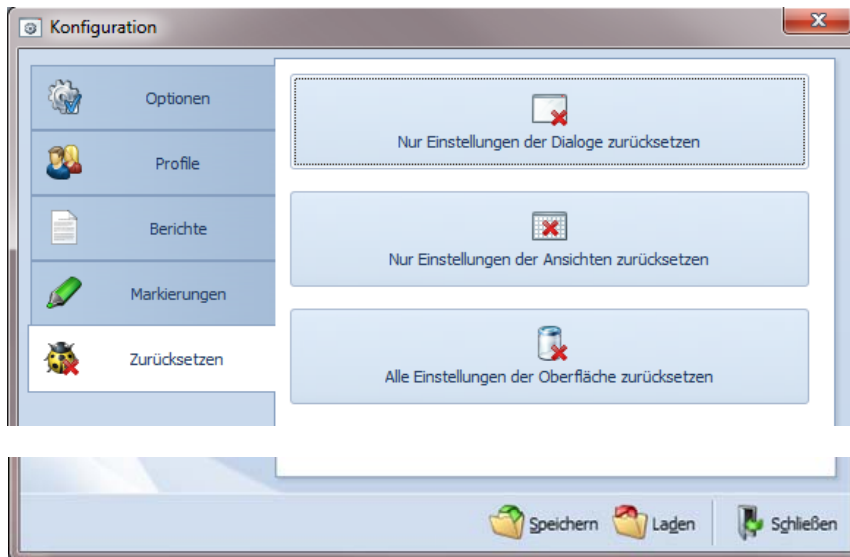 Konfiguration
Optionen
Profile
Berichte
Markierungen
Zurücksetzen
Nur Einstellungen der Dialoge zurücksetzen
Nur Einstellungen der Ansichten zurücksetzen
Alle Einstellungen der Oberfläche zurücksetzen
Speichern Laden Schließen